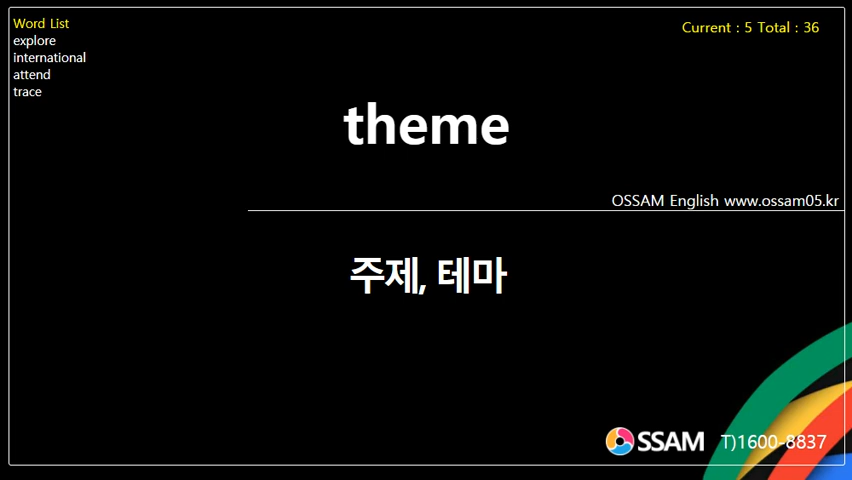 Word List
Current : 5 Total : 36
explore
international
attend
trace
theme
OSSAM English www.ossam05.kr
주제, 테마
OSSAM T)1600-8837